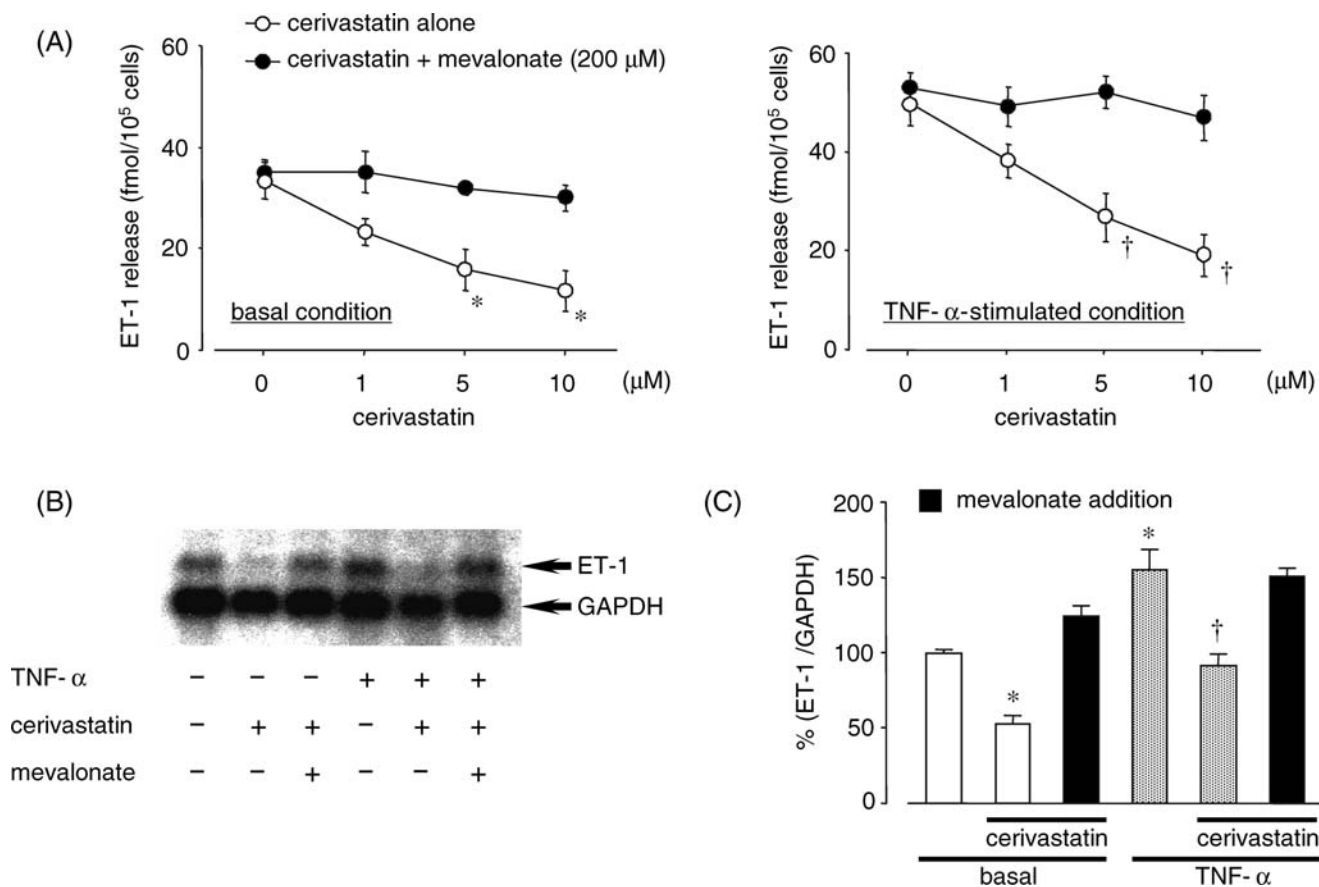 (A)
cerivastatin alone
cerivastatin + mevalonate (200 μM)
ET-1 release (fmol/10⁵ cells)
60
40
20
0
basal condition
*
*
0 1 5 10 (μM)
cerivastatin
ET-1 release (fmol/10⁵ cells)
60
40
20
0
TNF- α-stimulated condition
†
†
0 1 5 10 (μM)
cerivastatin
(B)
ET-1
GAPDH
TNF- α – – – + + +
cerivastatin – + + – + +
mevalonate – – + – – +
(C)
mevalonate addition
% (ET-1 /GAPDH)
200
150
100
50
0
*
*
†
cerivastatin cerivastatin
basal TNF- α